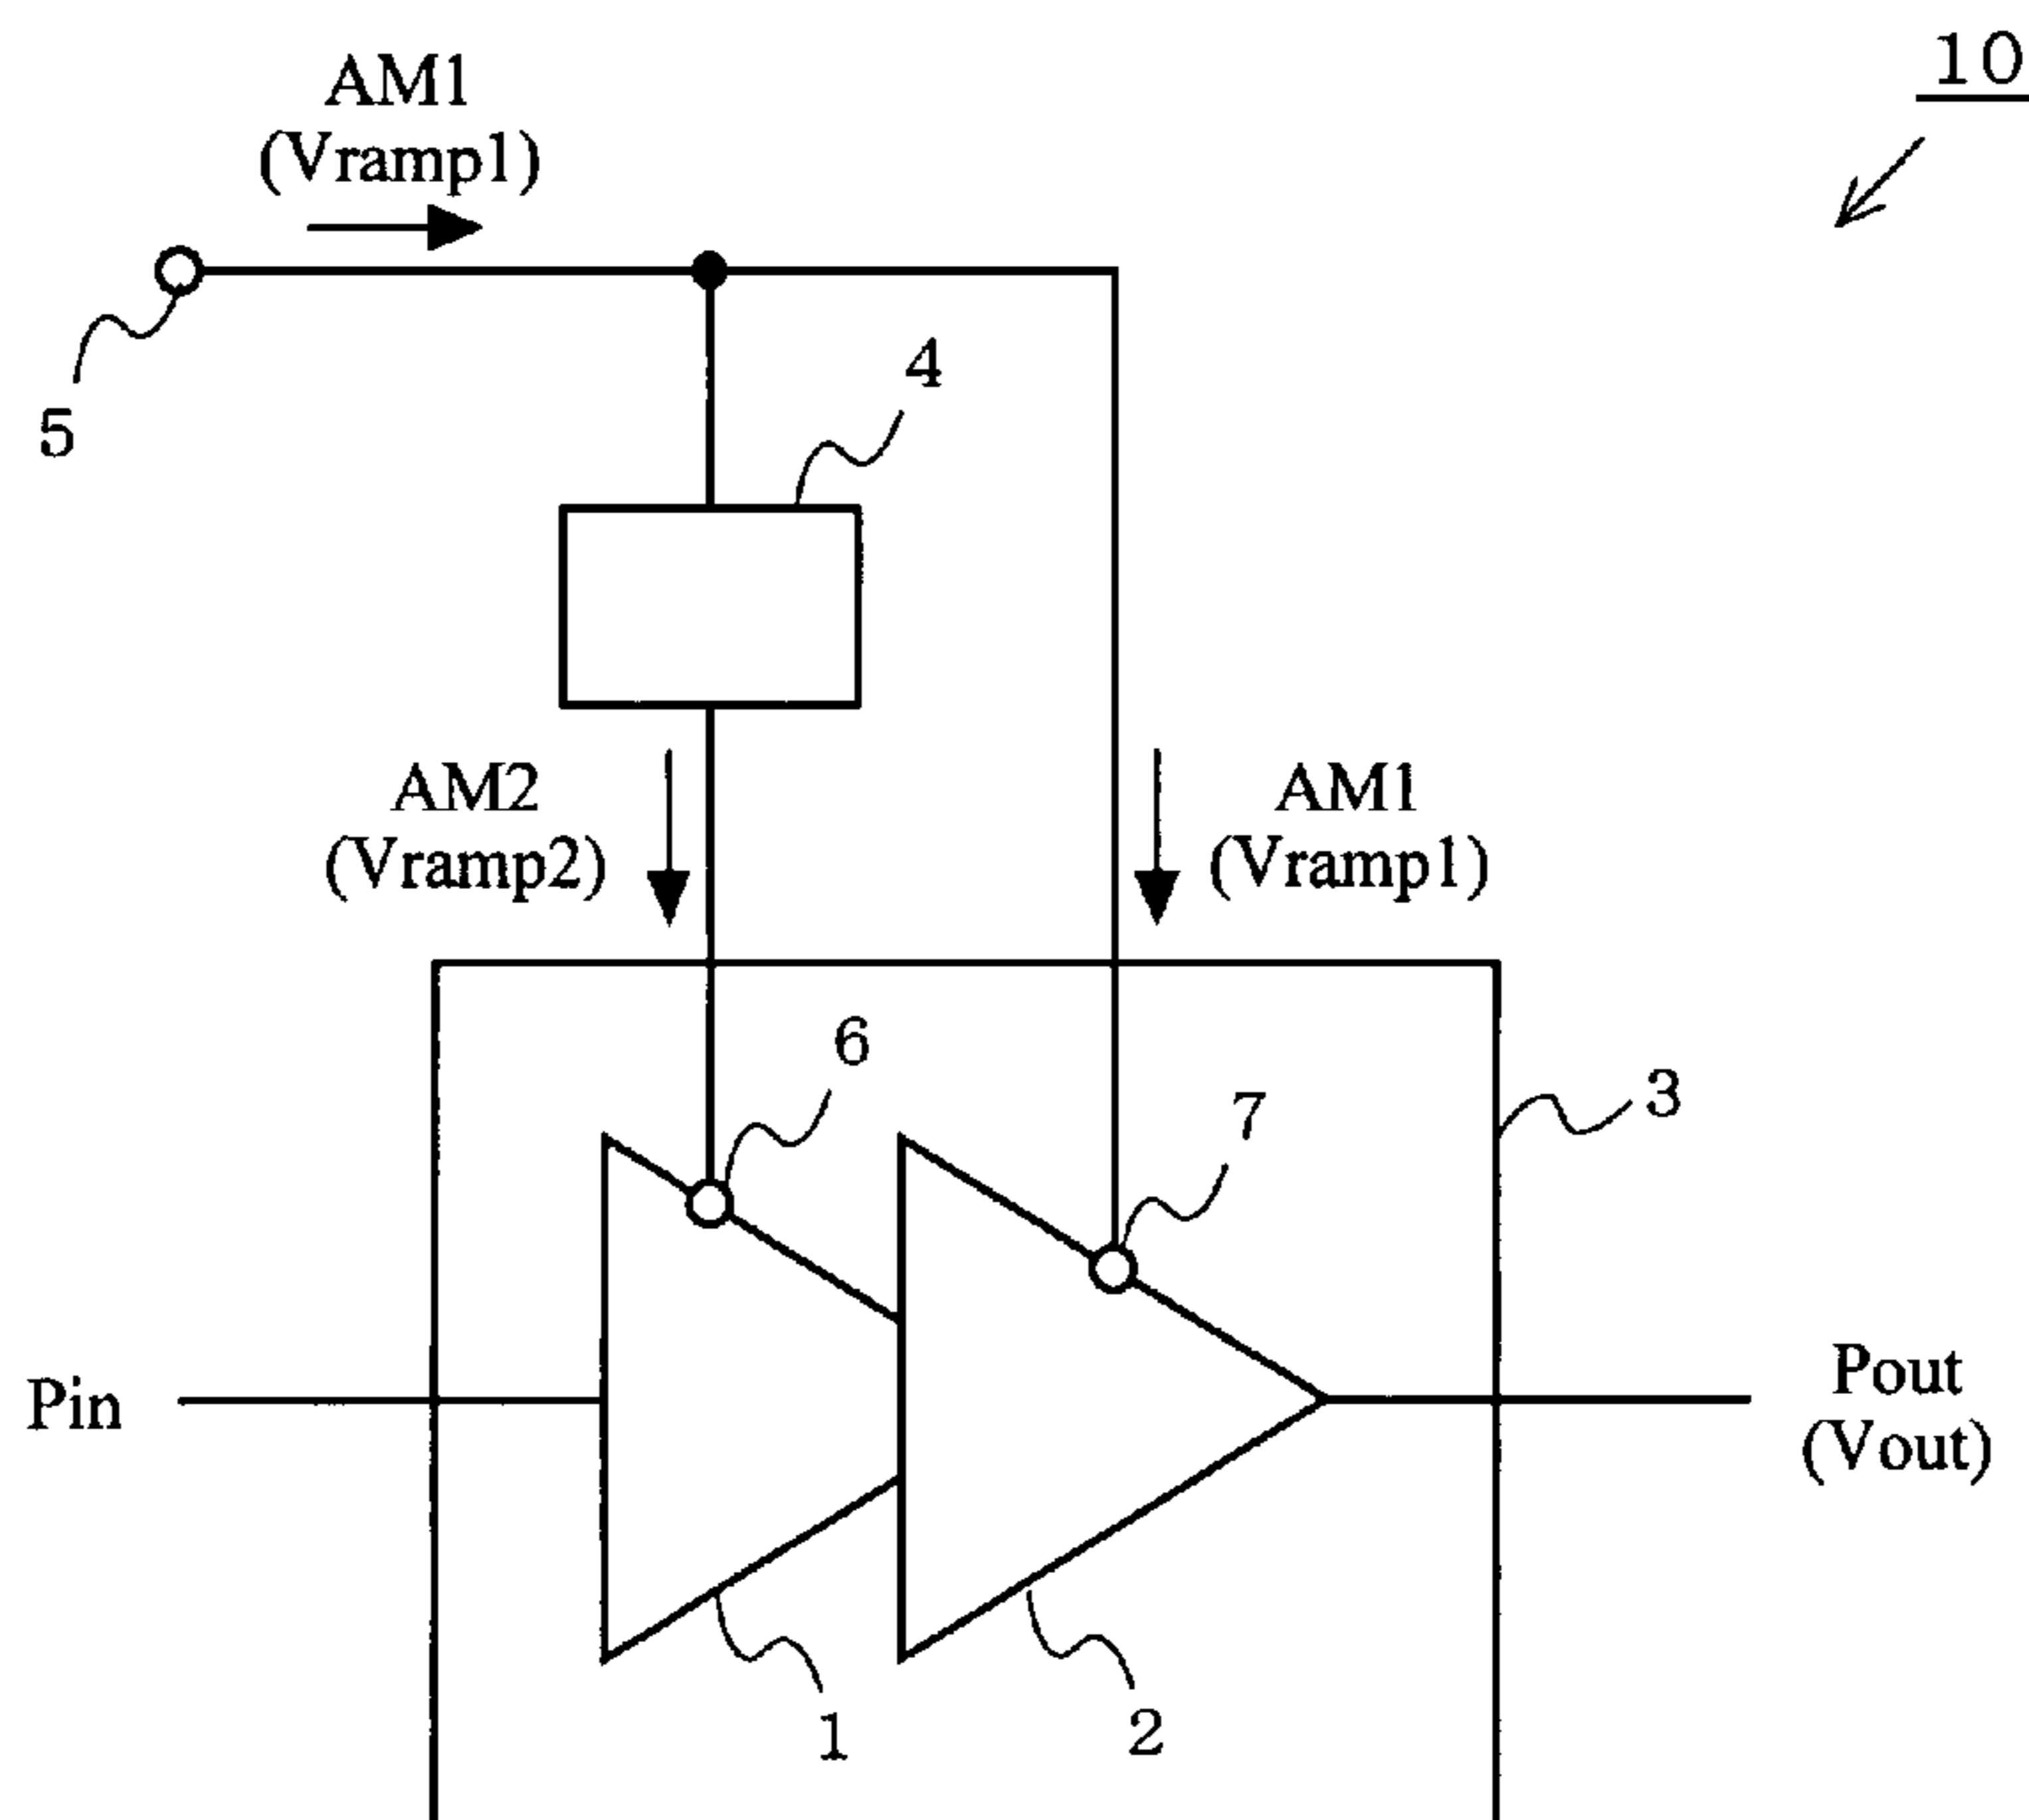 10
AM1
(Vramp1)
5
4
AM2
(Vramp2)
AM1
(Vramp1)
6
7
3
Pin
Pout
(Vout)
1
2